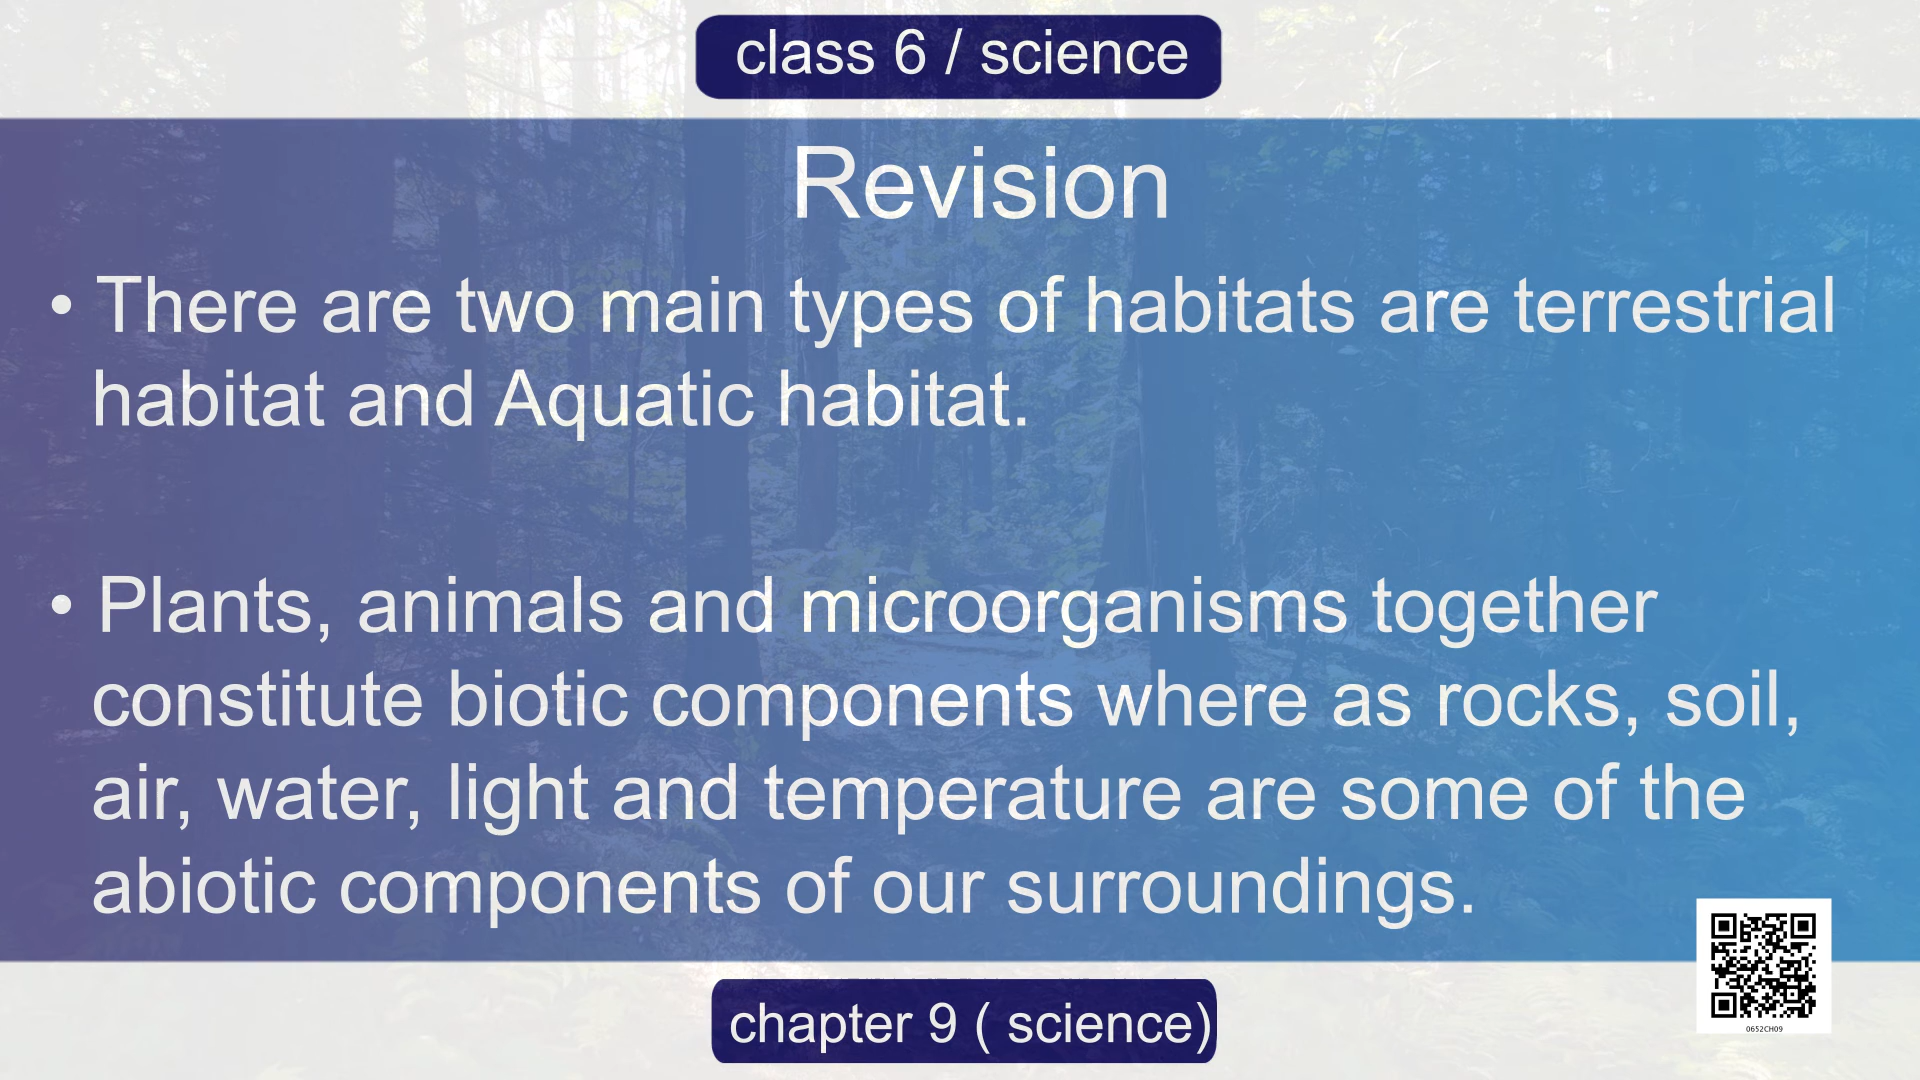 class 6 / science
Revision
• There are two main types of habitats are terrestrial
habitat and Aquatic habitat.
• Plants, animals and microorganisms together
constitute biotic components where as rocks, soil,
air, water, light and temperature are some of the
abiotic components of our surroundings.
0652CH09
chapter 9 ( science)